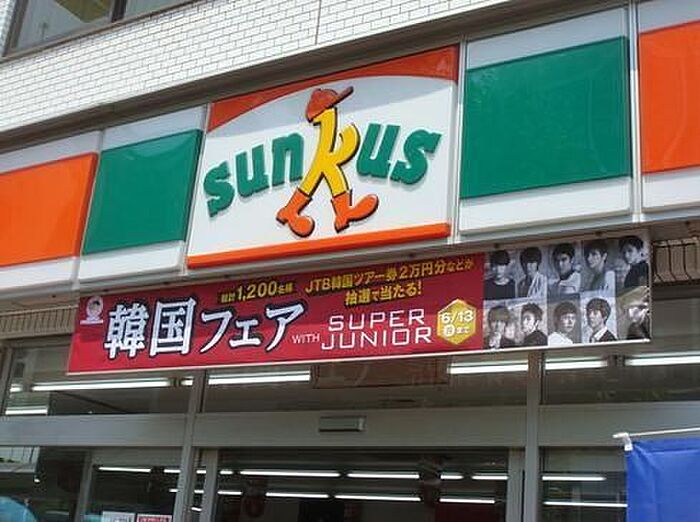 sunkus
総計1,200名様 JTB韓国ツアー券2万円分などが
抽選で当たる!
韓国フェア WITH SUPER JUNIOR
6/13
まで